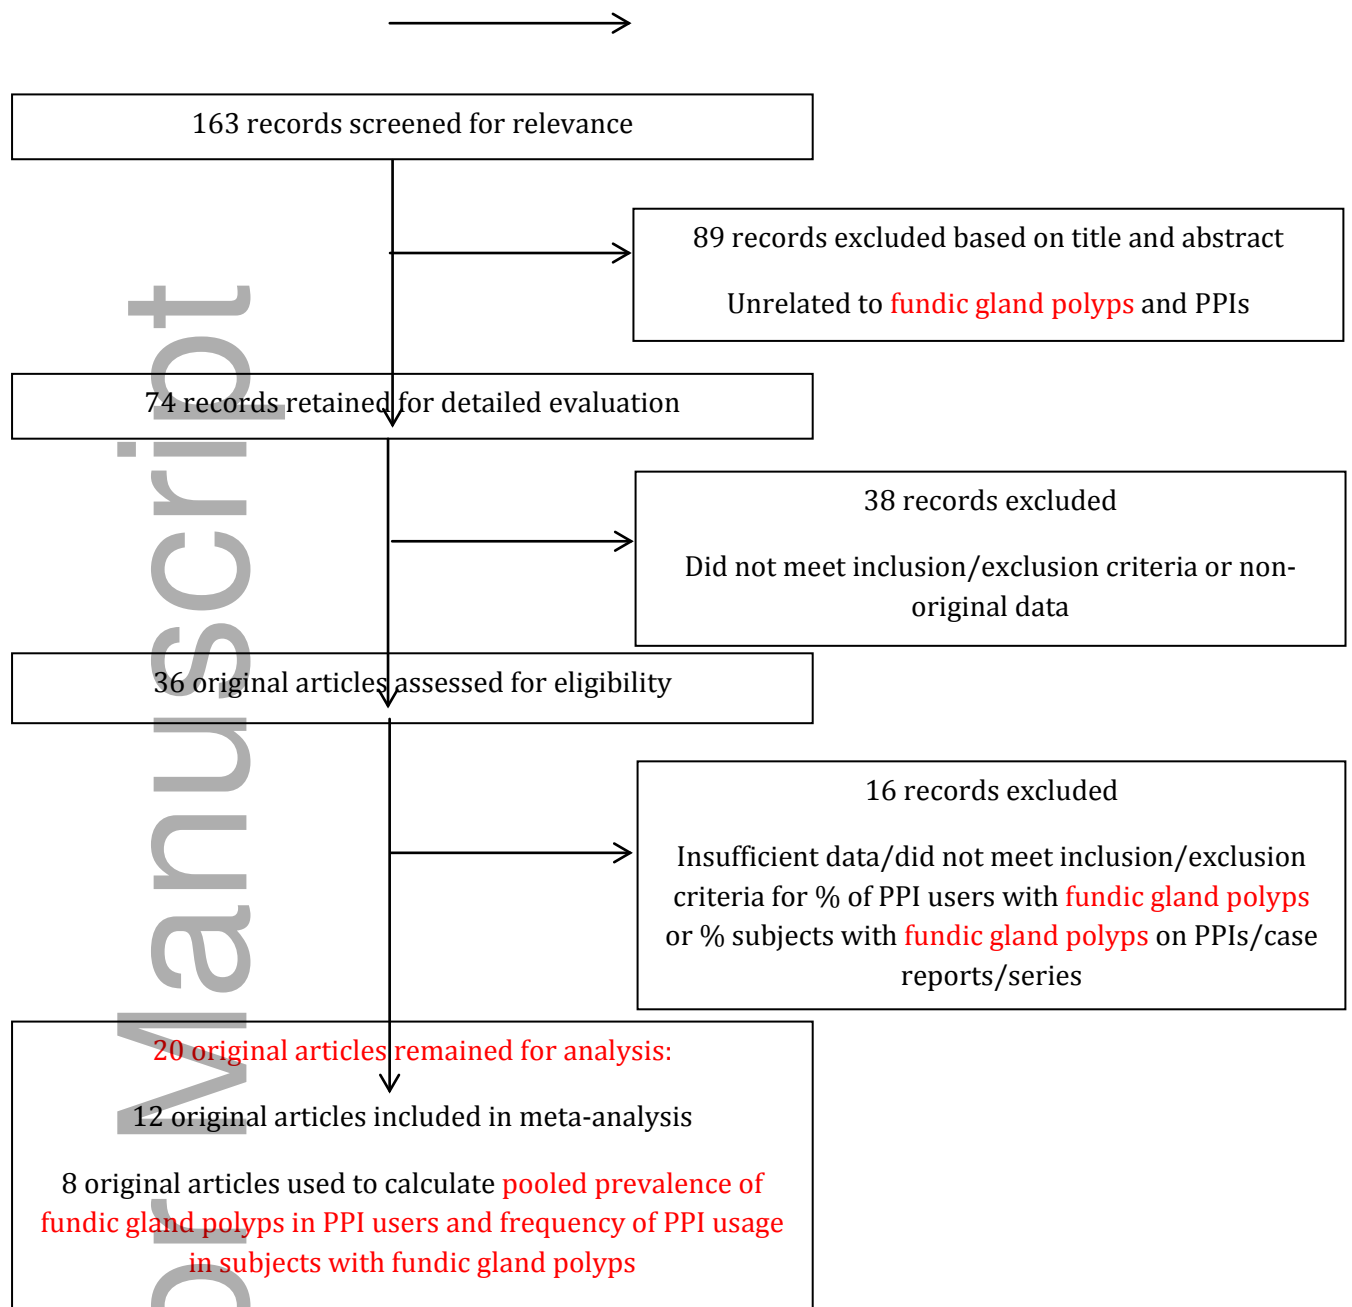 163 records screened for relevance
89 records excluded based on title and abstract
Unrelated to fundic gland polyps and PPIs
74 records retained for detailed evaluation
38 records excluded
Did not meet inclusion/exclusion criteria or non-
original data
36 original articles assessed for eligibility
16 records excluded
Insufficient data/did not meet inclusion/exclusion
criteria for % of PPI users with fundic gland polyps
or % subjects with fundic gland polyps on PPIs/case
reports/series
20 original articles remained for analysis:
12 original articles included in meta-analysis
8 original articles used to calculate pooled prevalence of
fundic gland polyps in PPI users and frequency of PPI usage
in subjects with fundic gland polyps
or Manuscript